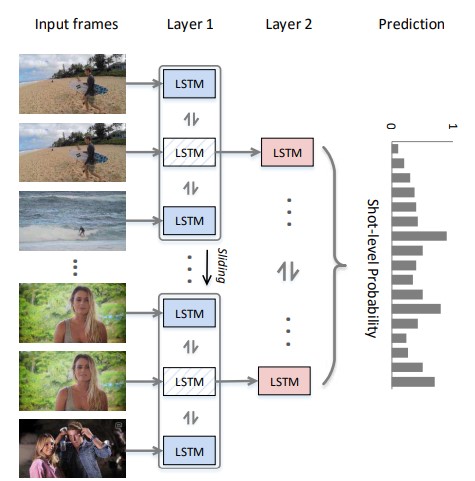 Input frames
Layer 1
Layer 2
Prediction
LSTM
LSTM
LSTM
LSTM
LSTM
Sliding
LSTM
LSTM
LSTM
LSTM
0
1
Shot-level Probability